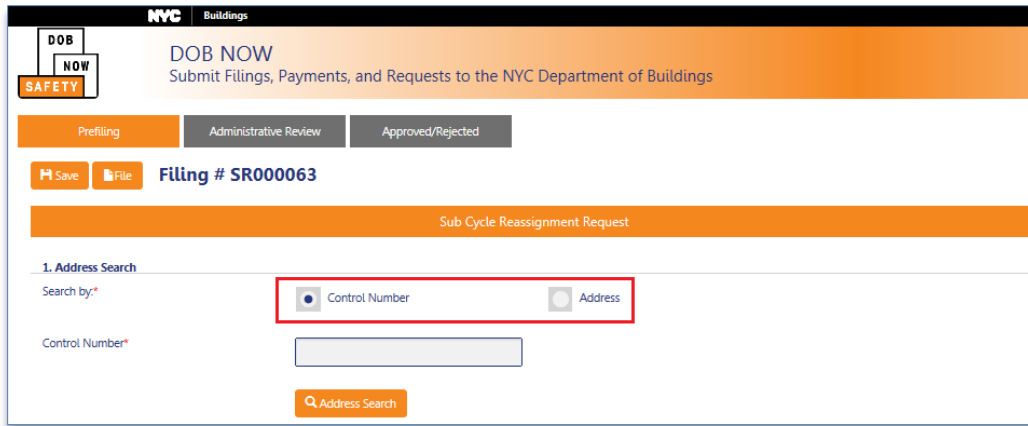 NYC Buildings
DOB
NOW
SAFETY
DOB NOW
Submit Filings, Payments, and Requests to the NYC Department of Buildings
Prefiling Administrative Review Approved/Rejected
Save File Filing # SR000063
Sub Cycle Reassignment Request
1. Address Search
Search by:* Control Number Address
Control Number*
Address Search